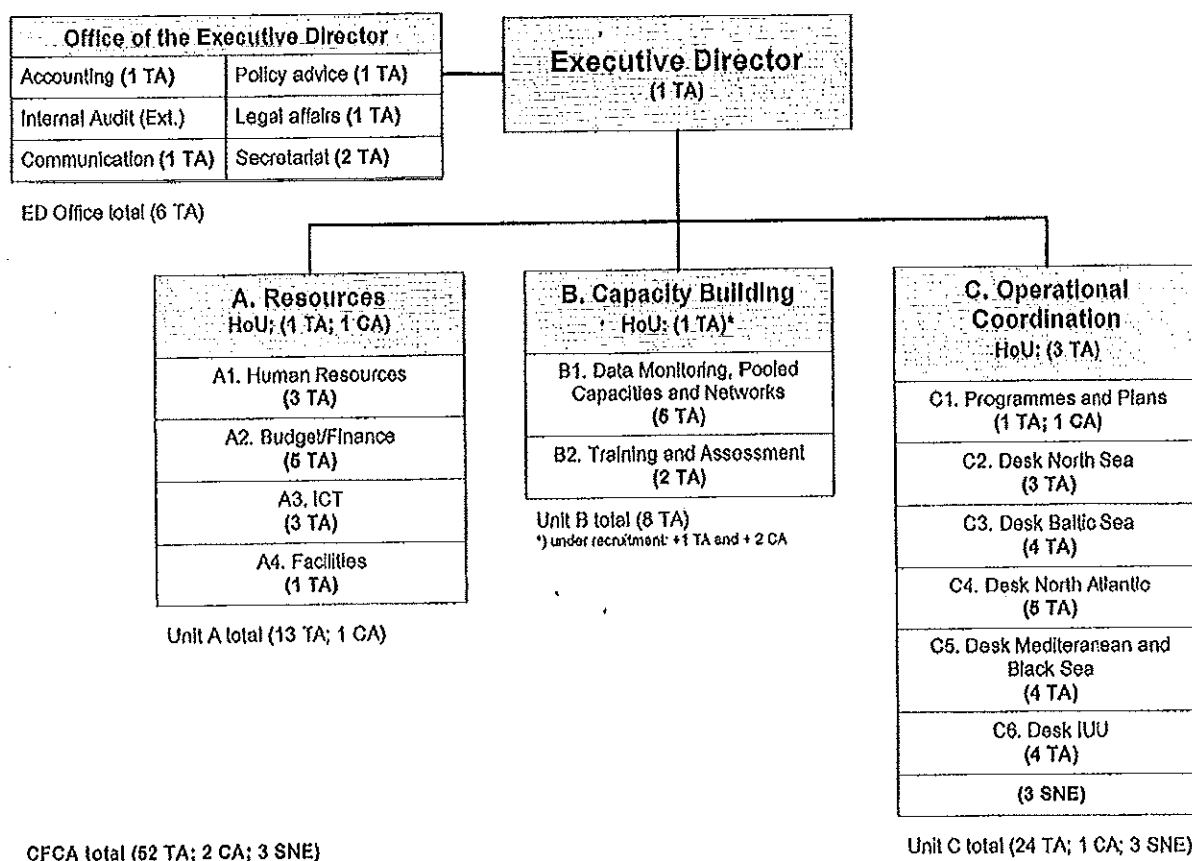 Office of the Executive Director
Accounting (1 TA)
Policy advice (1 TA)
Internal Audit (Ext.)
Legal affairs (1 TA)
Communication (1 TA)
Secretariat (2 TA)
ED Office total (6 TA)
Executive Director
(1 TA)
A. Resources
HoU: (1 TA; 1 CA)
A1. Human Resources
(3 TA)
A2. Budget/Finance
(5 TA)
A3. ICT
(3 TA)
A4. Facilities
(1 TA)
Unit A total (13 TA; 1 CA)
B. Capacity Building
HoU: (1 TA)*
B1. Data Monitoring, Pooled
Capacities and Networks
(5 TA)
B2. Training and Assessment
(2 TA)
Unit B total (8 TA)
*) under recruitment: +1 TA and + 2 CA
C. Operational
Coordination
HoU: (3 TA)
C1. Programmes and Plans
(1 TA; 1 CA)
C2. Desk North Sea
(3 TA)
C3. Desk Baltic Sea
(4 TA)
C4. Desk North Atlantic
(5 TA)
C5. Desk Mediteranean and
Black Sea
(4 TA)
C6. Desk IUU
(4 TA)
(3 SNE)
Unit C total (24 TA; 1 CA; 3 SNE)
CFCA total (52 TA; 2 CA; 3 SNE)